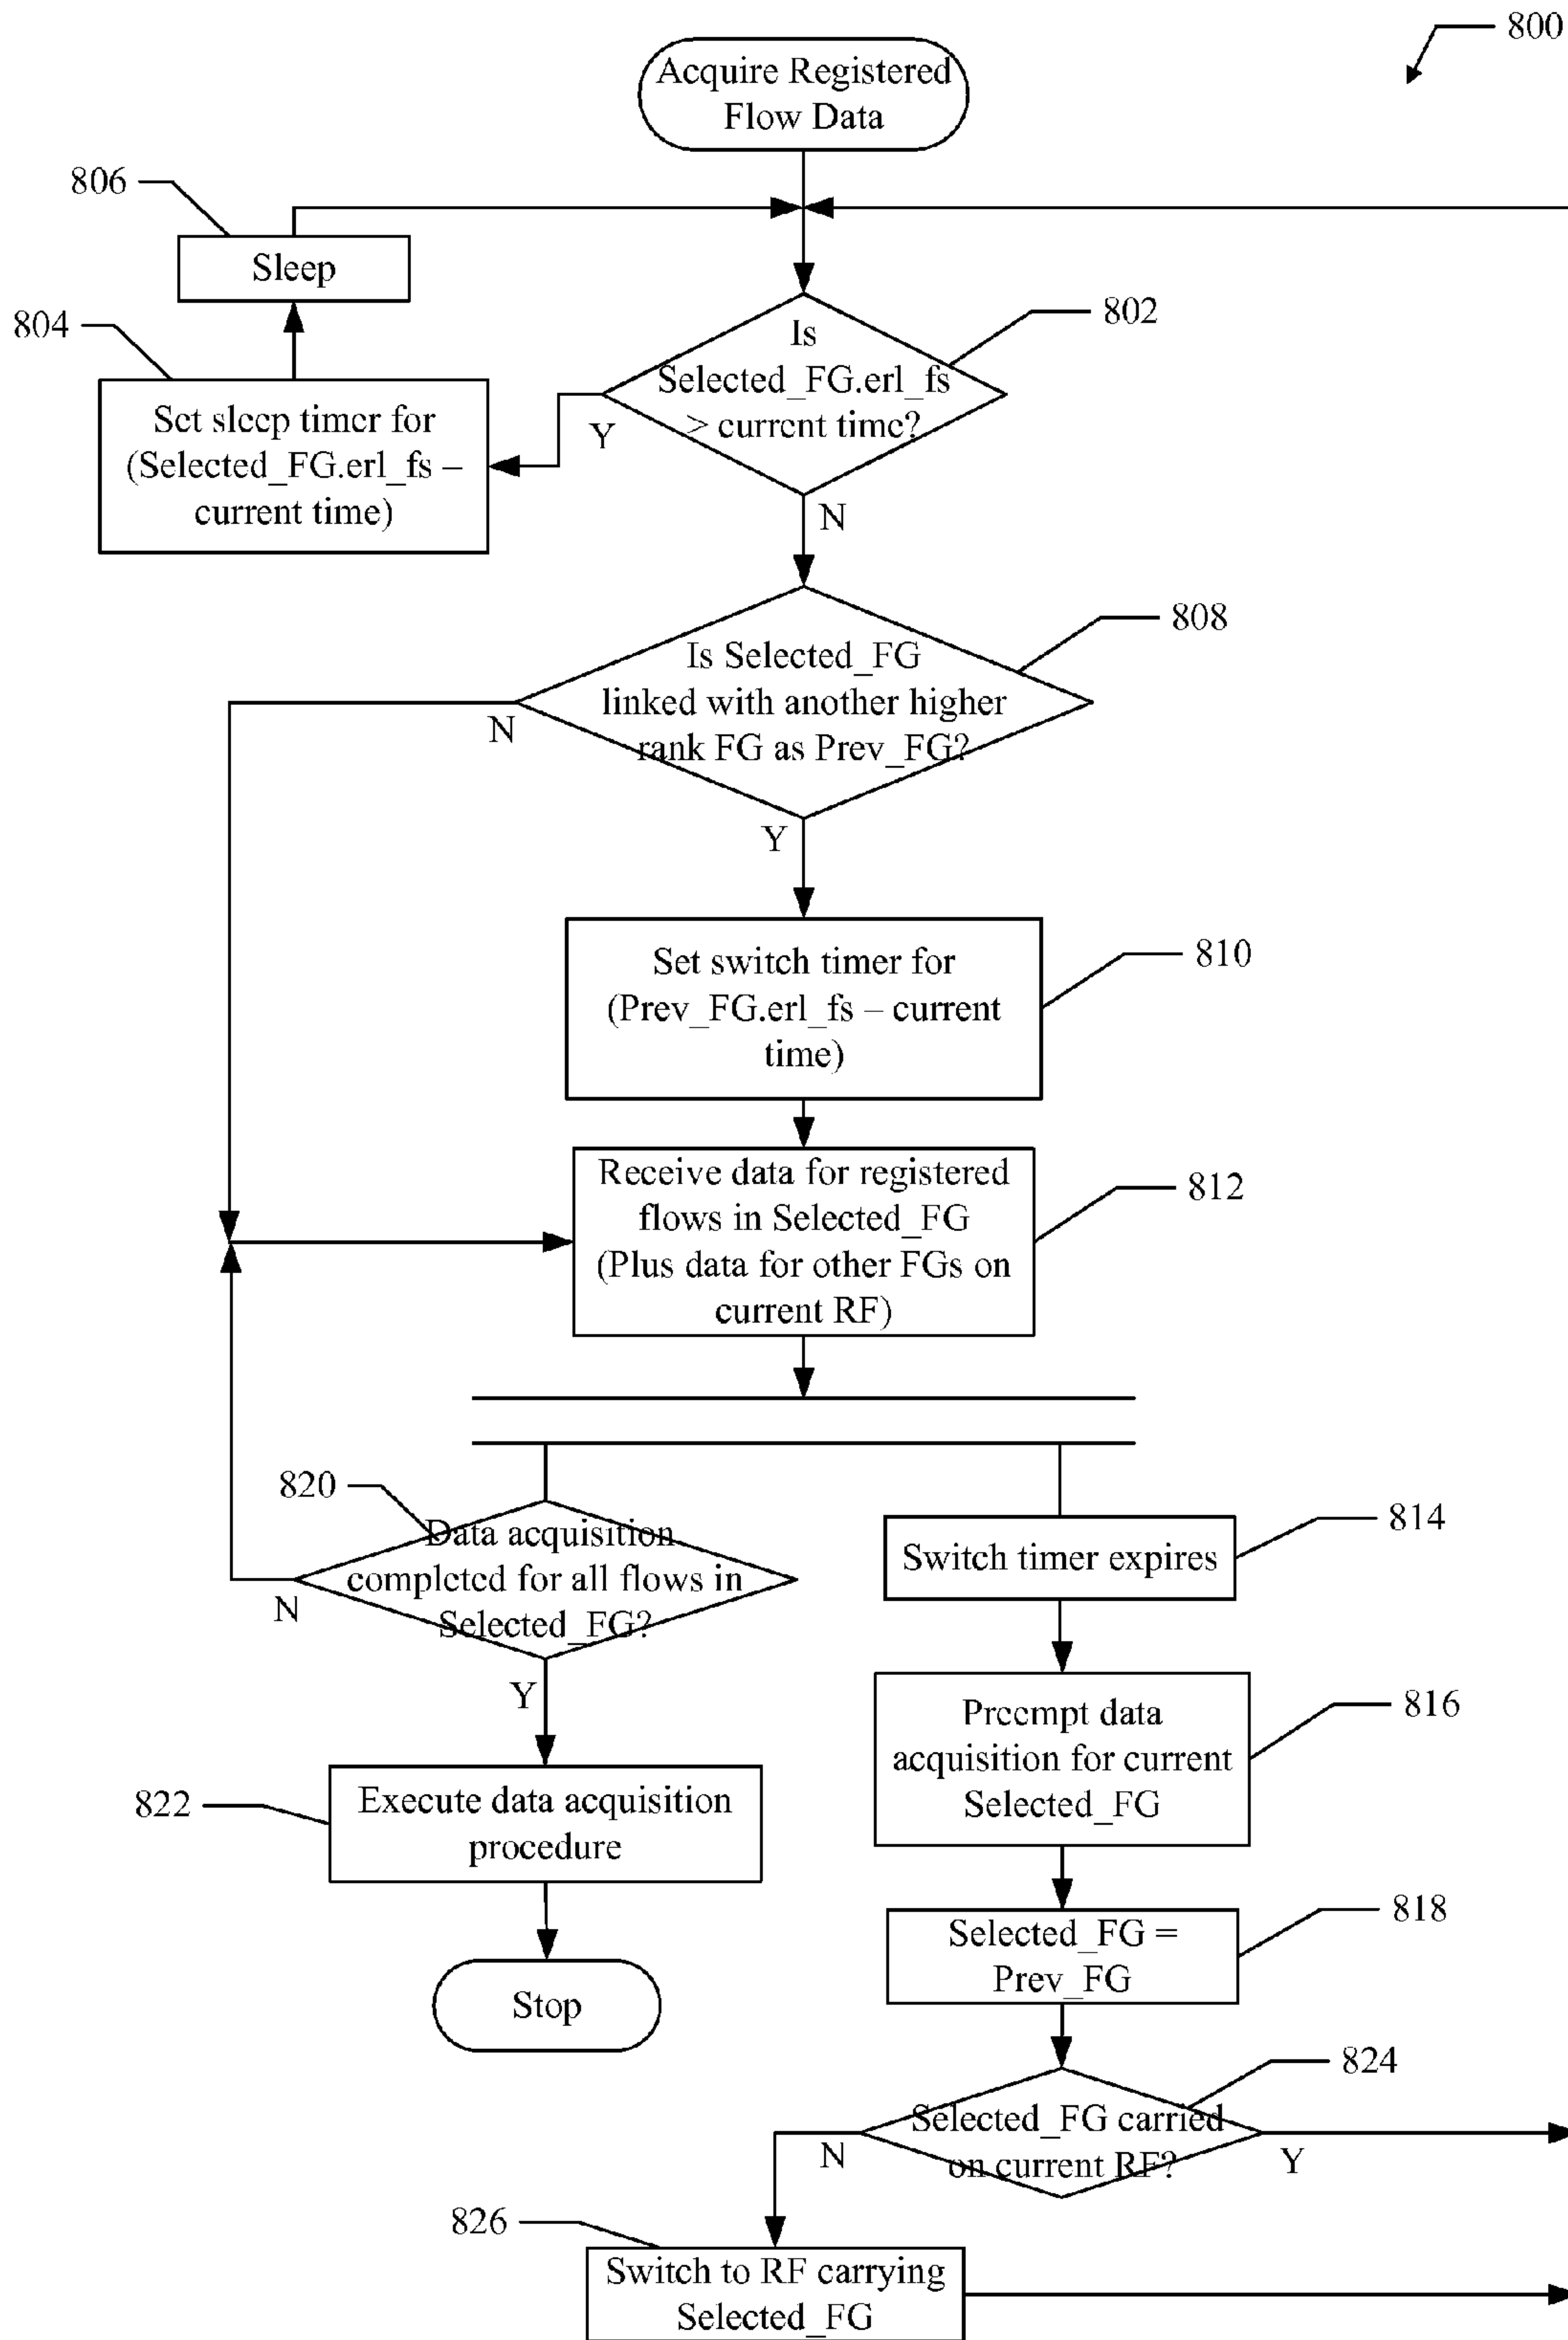 800
Acquire Registered
Flow Data
806
Sleep
804
Set sleep timer for
(Selected_FG.erl_fs –
current time)
802
Is
Selected_FG.erl_fs
> current time?
Y
N
808
Is Selected_FG
linked with another higher
rank FG as Prev_FG?
N
Y
810
Set switch timer for
(Prev_FG.erl_fs – current
time)
812
Receive data for registered
flows in Selected_FG
(Plus data for other FGs on
current RF)
820
Data acquisition
completed for all flows in
Selected_FG?
N
Y
814
Switch timer expires
816
Preempt data
acquisition for current
Selected_FG
822
Execute data acquisition
procedure
818
Selected_FG =
Prev_FG
Stop
824
Selected_FG carried
on current RF?
N
Y
826
Switch to RF carrying
Selected_FG